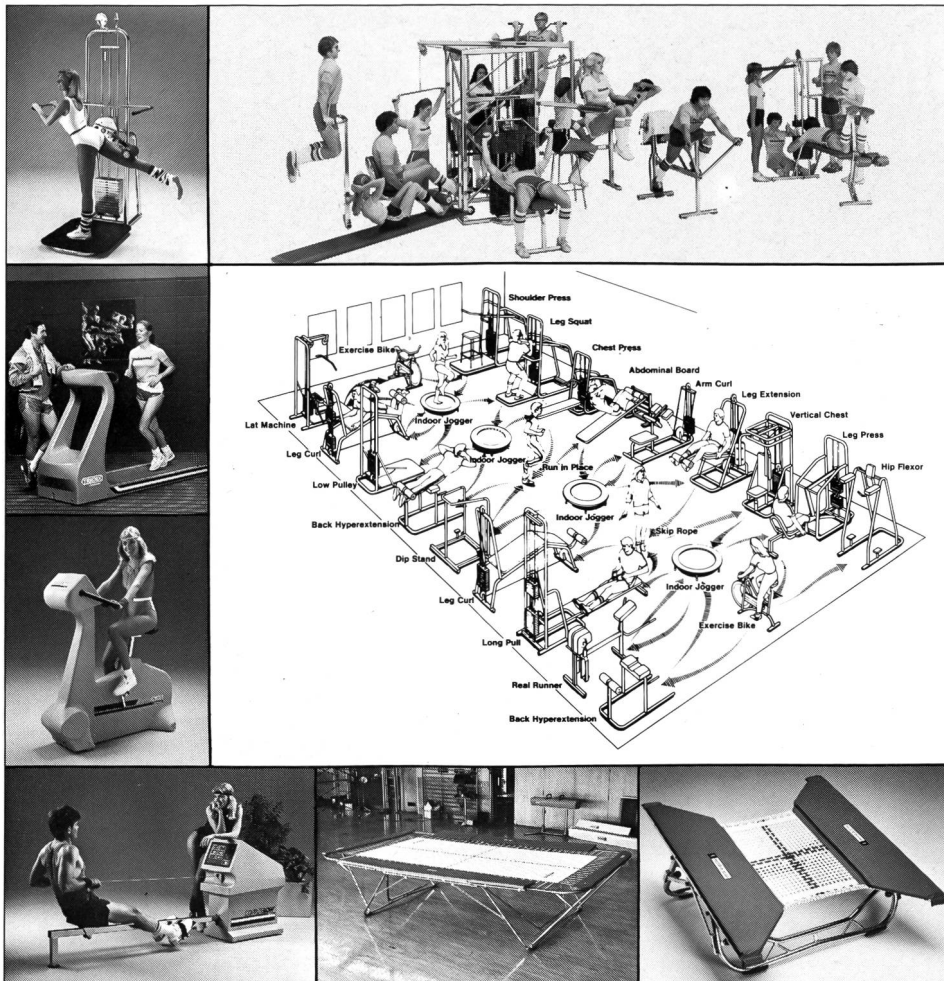 Shoulder Press
Leg Squat
Exercise Bike
Chest Press
Abdominal Board
Arm Curl
Leg Extension
Vertical Chest
Leg Press
Hip Flexor
Lat Machine
Indoor Jogger
Leg Curl
Indoor Jogger
Run in Place
Low Pulley
Indoor Jogger
Back Hyperextension
Skip Rope
Dip Stand
Indoor Jogger
Leg Curl
Exercise Bike
Long Pull
Real Runner
Back Hyperextension